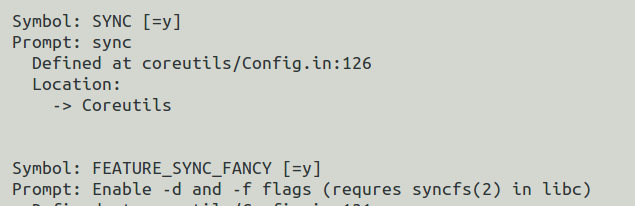 Symbol: SYNC [=y]
Prompt: sync
Defined at coreutils/Config.in:126
Location:
-> Coreutils
Symbol: FEATURE_SYNC_FANCY [=y]
Prompt: Enable -d and -f flags (requres syncfs(2) in libc)